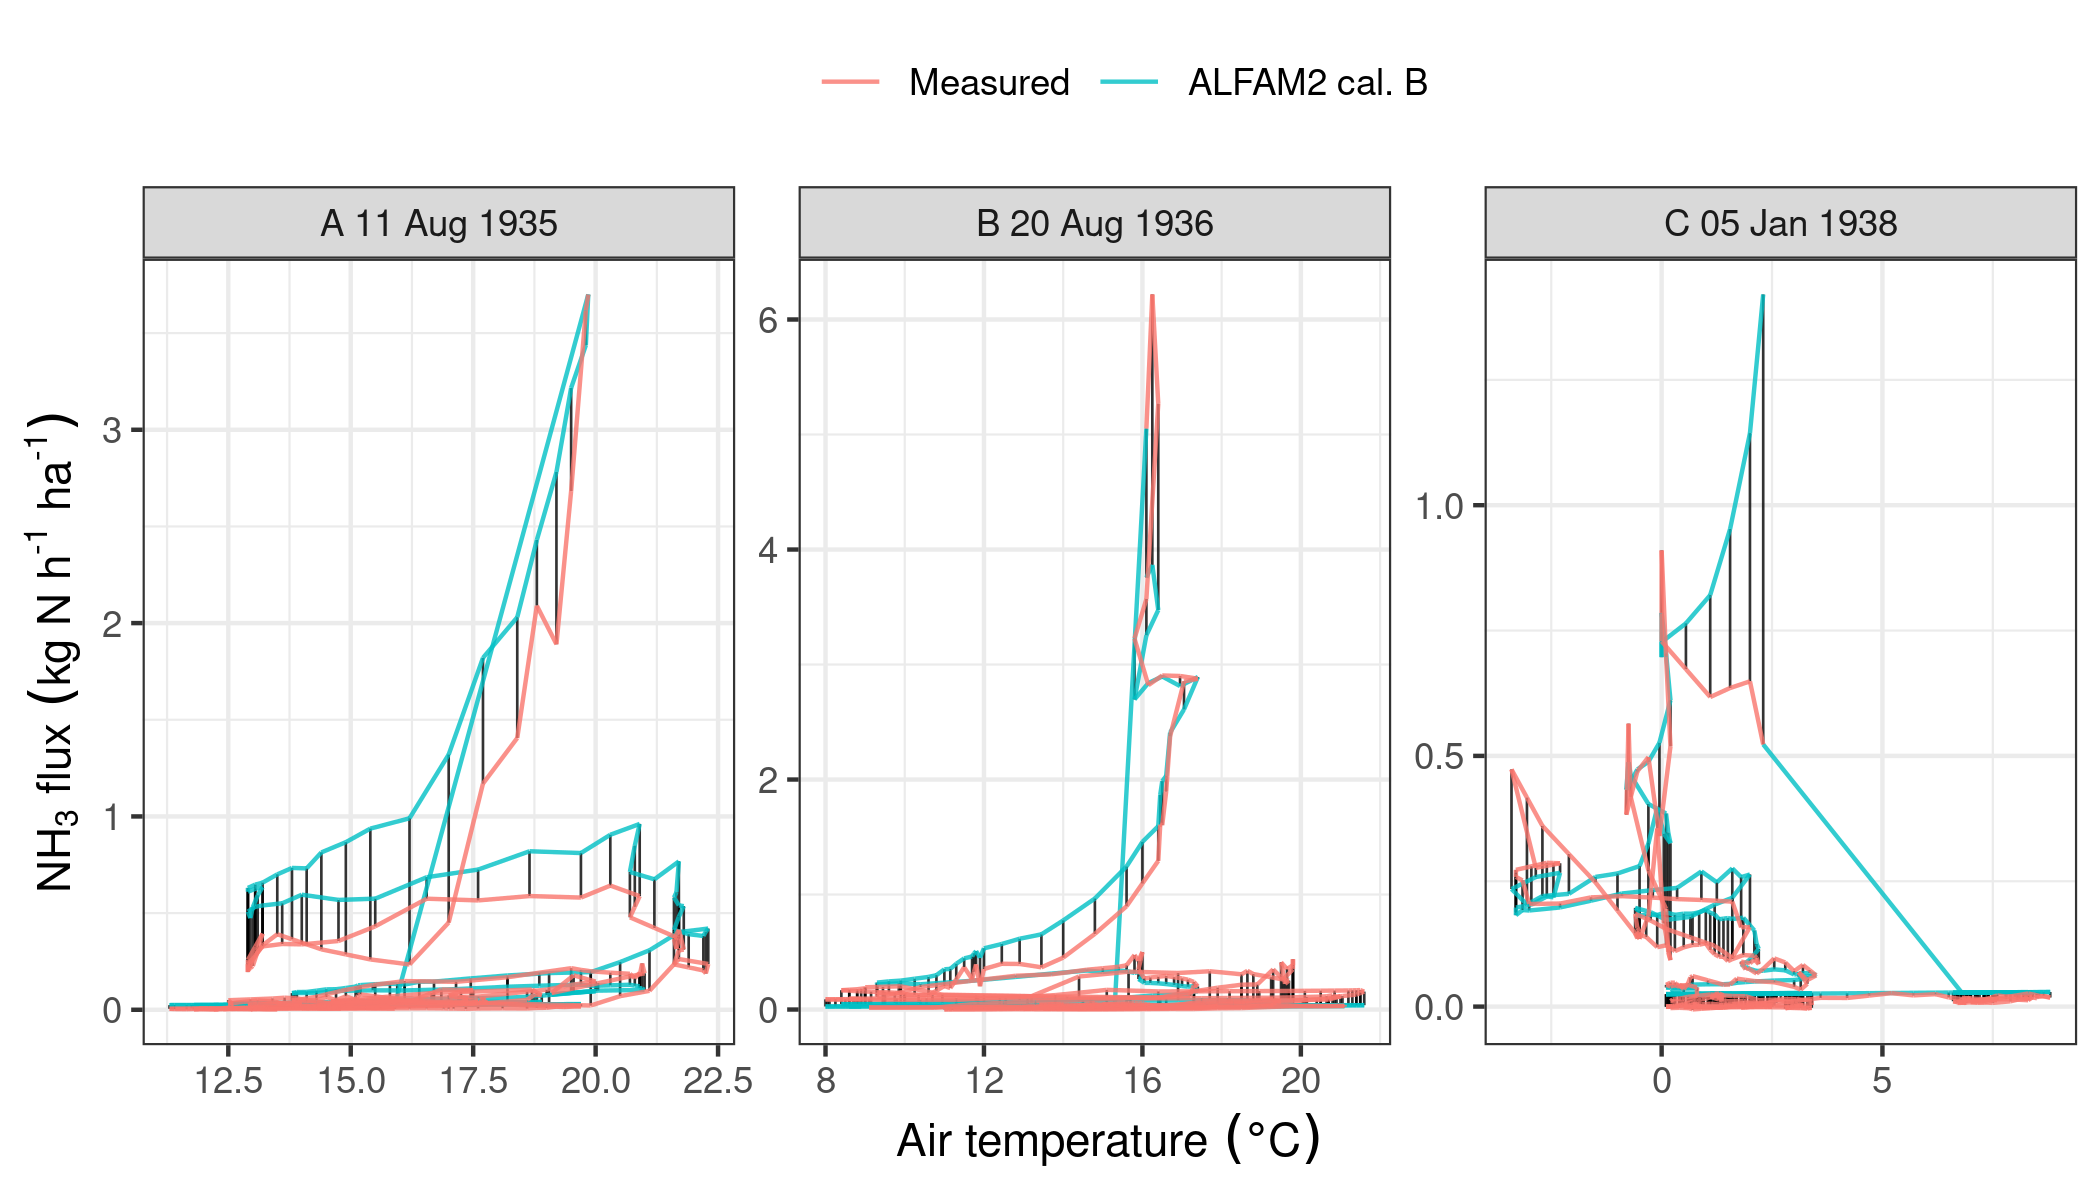 Measured ALFAM2 cal. B
A 11 Aug 1935
B 20 Aug 1936
C 05 Jan 1938
NH₃ flux (kg N h⁻¹ ha⁻¹)
3
2
1
0
6
4
2
0
1.0
0.5
0.0
12.5 15.0 17.5 20.0 22.5
8 12 16 20
0 5
Air temperature (°C)